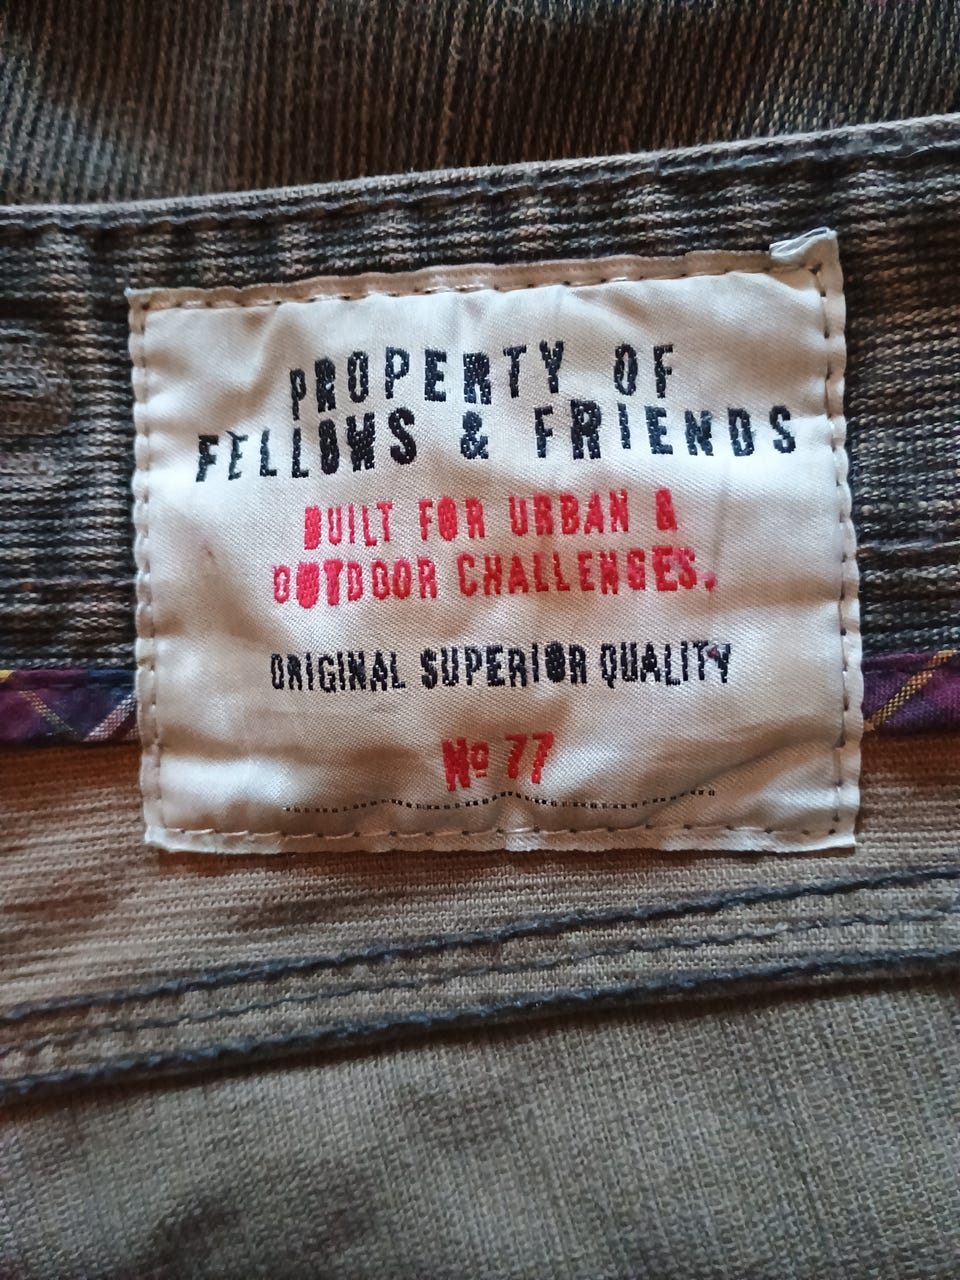 PROPERTY OF
FELLOWS & FRIENDS
BUILT FOR URBAN &
OUTDOOR CHALLENGES.
ORIGINAL SUPERIOR QUALITY
No 77